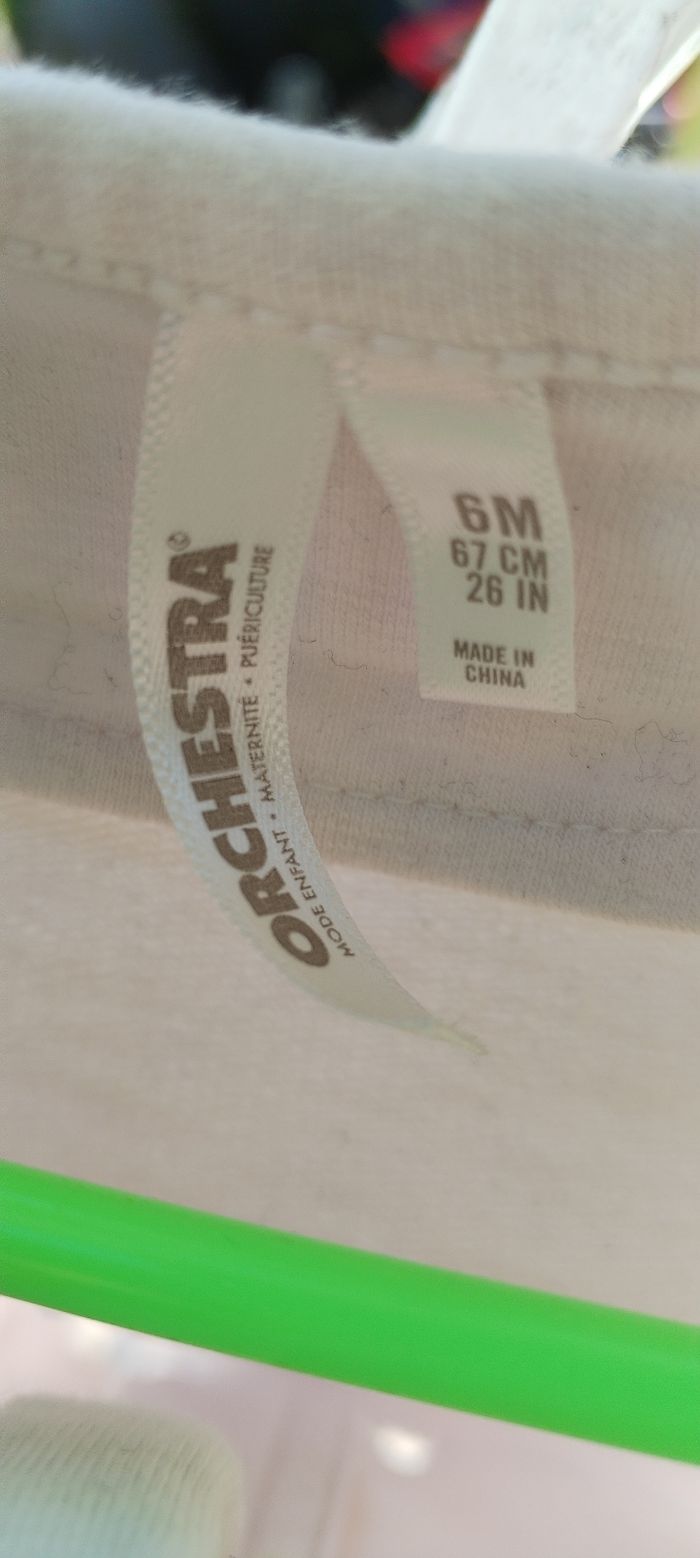 ORCHESTRA©
MODE ENFANT • MATERNITÉ • PUÉRICULTURE
6M
67 CM
26 IN
MADE IN
CHINA